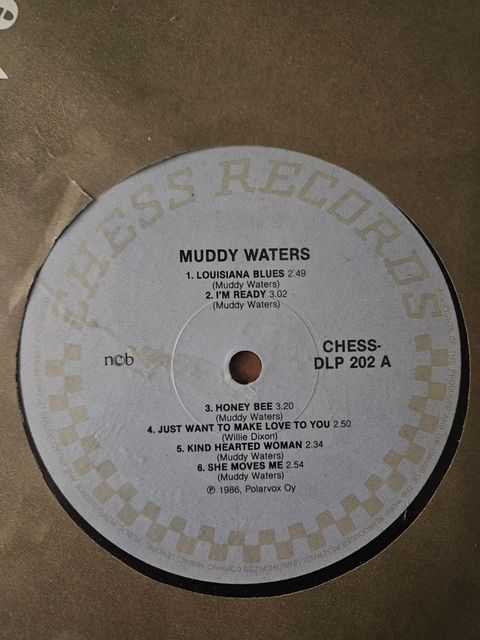 CHESS RECORDS
MUDDY WATERS
1. LOUISIANA BLUES 2.49
(Muddy Waters)
2. I'M READY 3.02
(Muddy Waters)
ncb
CHESS-
DLP 202 A
3. HONEY BEE 3.20
(Muddy Waters)
4. JUST WANT TO MAKE LOVE TO YOU 2.50
(Willie Dixon)
5. KIND HEARTED WOMAN 2.34
(Muddy Waters)
6. SHE MOVES ME 2.54
(Muddy Waters)
℗ 1986, Polarvox Oy